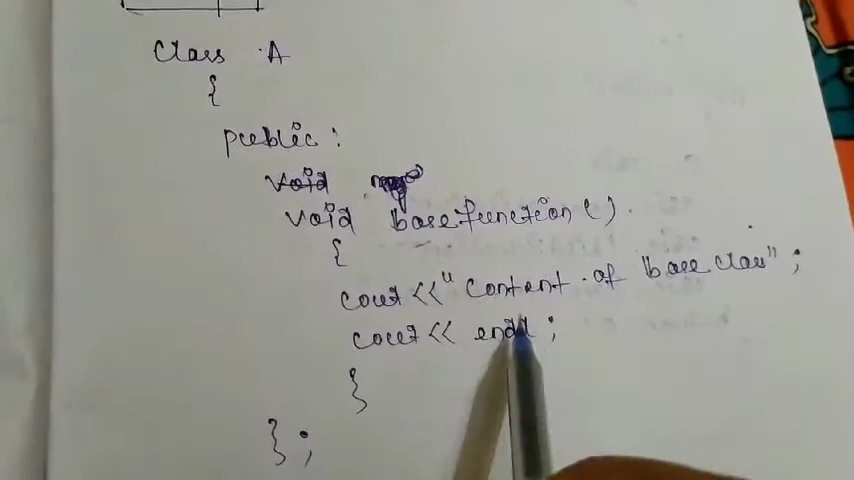 Class A
{
public:
void
void basefunction()
{
cout<<"Content of base class";
cout<< endl;
}
};